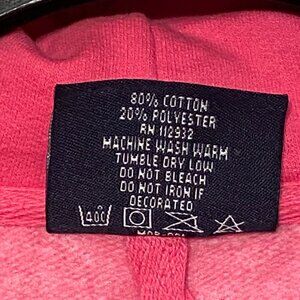 80% COTTON
20% POLYESTER
RN 112932
MACHINE WASH WARM
TUMBLE DRY LOW
DO NOT BLEACH
DO NOT IRON IF
DECORATED
40C